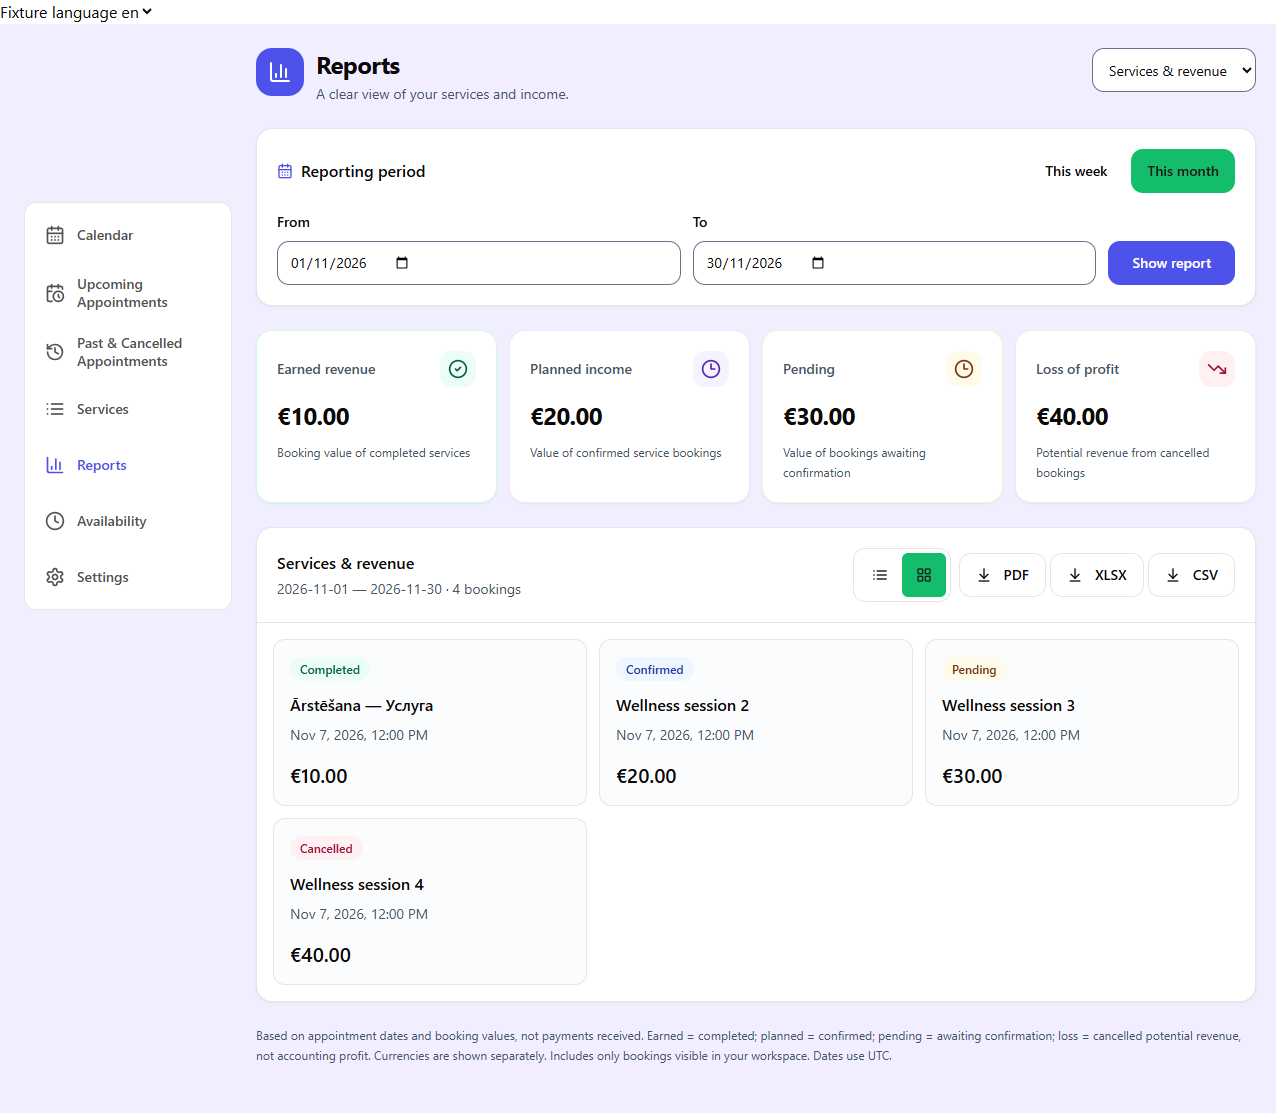 Fixture language en
Reports
A clear view of your services and income.
Services & revenue
Calendar
Upcoming
Appointments
Past & Cancelled
Appointments
Services
Reports
Availability
Settings
Reporting period
This week
This month
From
To
01/11/2026
30/11/2026
Show report
Earned revenue
€10.00
Booking value of completed services
Planned income
€20.00
Value of confirmed service bookings
Pending
€30.00
Value of bookings awaiting
confirmation
Loss of profit
€40.00
Potential revenue from cancelled
bookings
Services & revenue
2026-11-01 — 2026-11-30 · 4 bookings
PDF
XLSX
CSV
Completed
Ārstēšana — Услуга
Nov 7, 2026, 12:00 PM
€10.00
Confirmed
Wellness session 2
Nov 7, 2026, 12:00 PM
€20.00
Pending
Wellness session 3
Nov 7, 2026, 12:00 PM
€30.00
Cancelled
Wellness session 4
Nov 7, 2026, 12:00 PM
€40.00
Based on appointment dates and booking values, not payments received. Earned = completed; planned = confirmed; pending = awaiting confirmation; loss = cancelled potential revenue,
not accounting profit. Currencies are shown separately. Includes only bookings visible in your workspace. Dates use UTC.